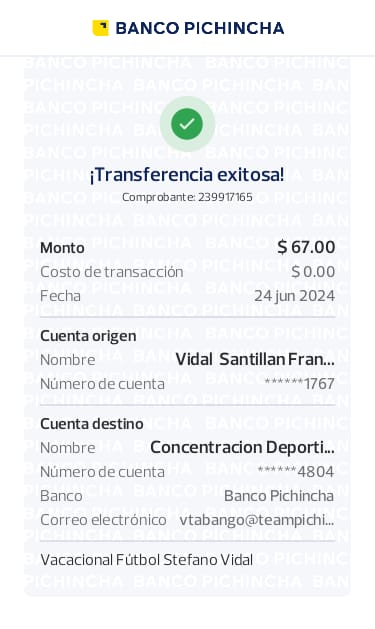 BANCO PICHINCHA
¡Transferencia exitosa!
Comprobante: 239917165
Monto $ 67.00
Costo de transacción $ 0.00
Fecha 24 jun 2024
Cuenta origen
Nombre Vidal Santillan Fran...
Número de cuenta ******1767
Cuenta destino
Nombre Concentracion Deporti...
Número de cuenta ******4804
Banco Banco Pichincha
Correo electrónico vtabango@teampichi...
Vacacional Fútbol Stefano Vidal